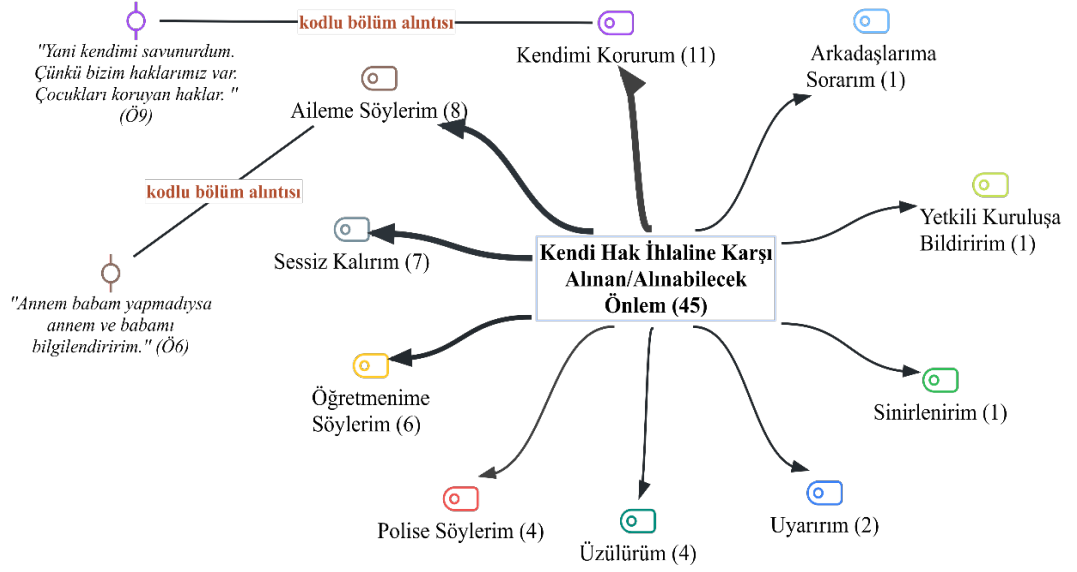 kodlu bölüm alıntısı
"Yani kendimi savunurdum.
Çünkü bizim haklarımız var.
Çocukları koruyan haklar. "
(Ö9)
Kendimi Korurum (11)
Arkadaşlarıma
Sorarım (1)
Aileme Söylerim (8)
kodlu bölüm alıntısı
Yetkili Kuruluşa
Bildiririm (1)
Sessiz Kalırım (7)
Kendi Hak İhlaline Karşı
Alınan/Alınabilecek
Önlem (45)
"Annem babam yapmadıysa
annem ve babamı
bilgilendiririm." (Ö6)
Öğretmenime
Söylerim (6)
Sinirlenirim (1)
Polise Söylerim (4)
Üzülürüm (4)
Uyarırım (2)